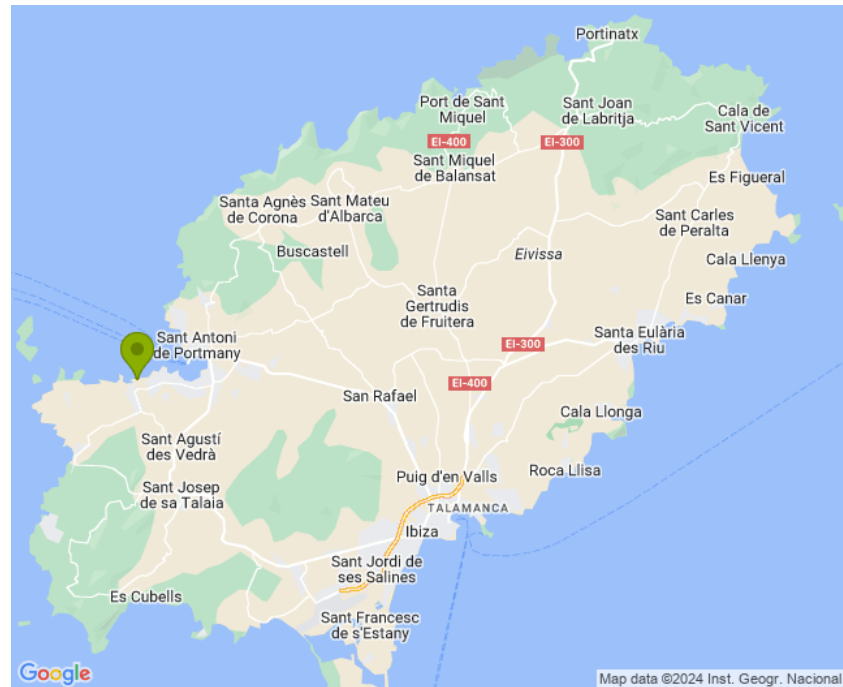 Portinatx
Port de Sant
Miquel
Sant Joan
de Labritja
Cala de
Sant Vicent
EI-400
EI-300
Sant Miquel
de Balansat
Es Figueral
Santa Agnès
de Corona
Sant Mateu
d'Albarca
Sant Carles
de Peralta
Buscastell
Eivissa
Cala Llenya
Santa
Gertrudis
de Fruitera
Es Canar
Sant Antoni
de Portmany
Santa Eulària
des Riu
EI-300
EI-400
San Rafael
Cala Llonga
Sant Agustí
des Vedrà
Roca Llisa
Puig d'en Valls
Sant Josep
de sa Talaia
TALAMANCA
Ibiza
Sant Jordi de
ses Salines
Es Cubells
Sant Francesc
de s'Estany
Google
Map data ©2024 Inst. Geogr. Nacional